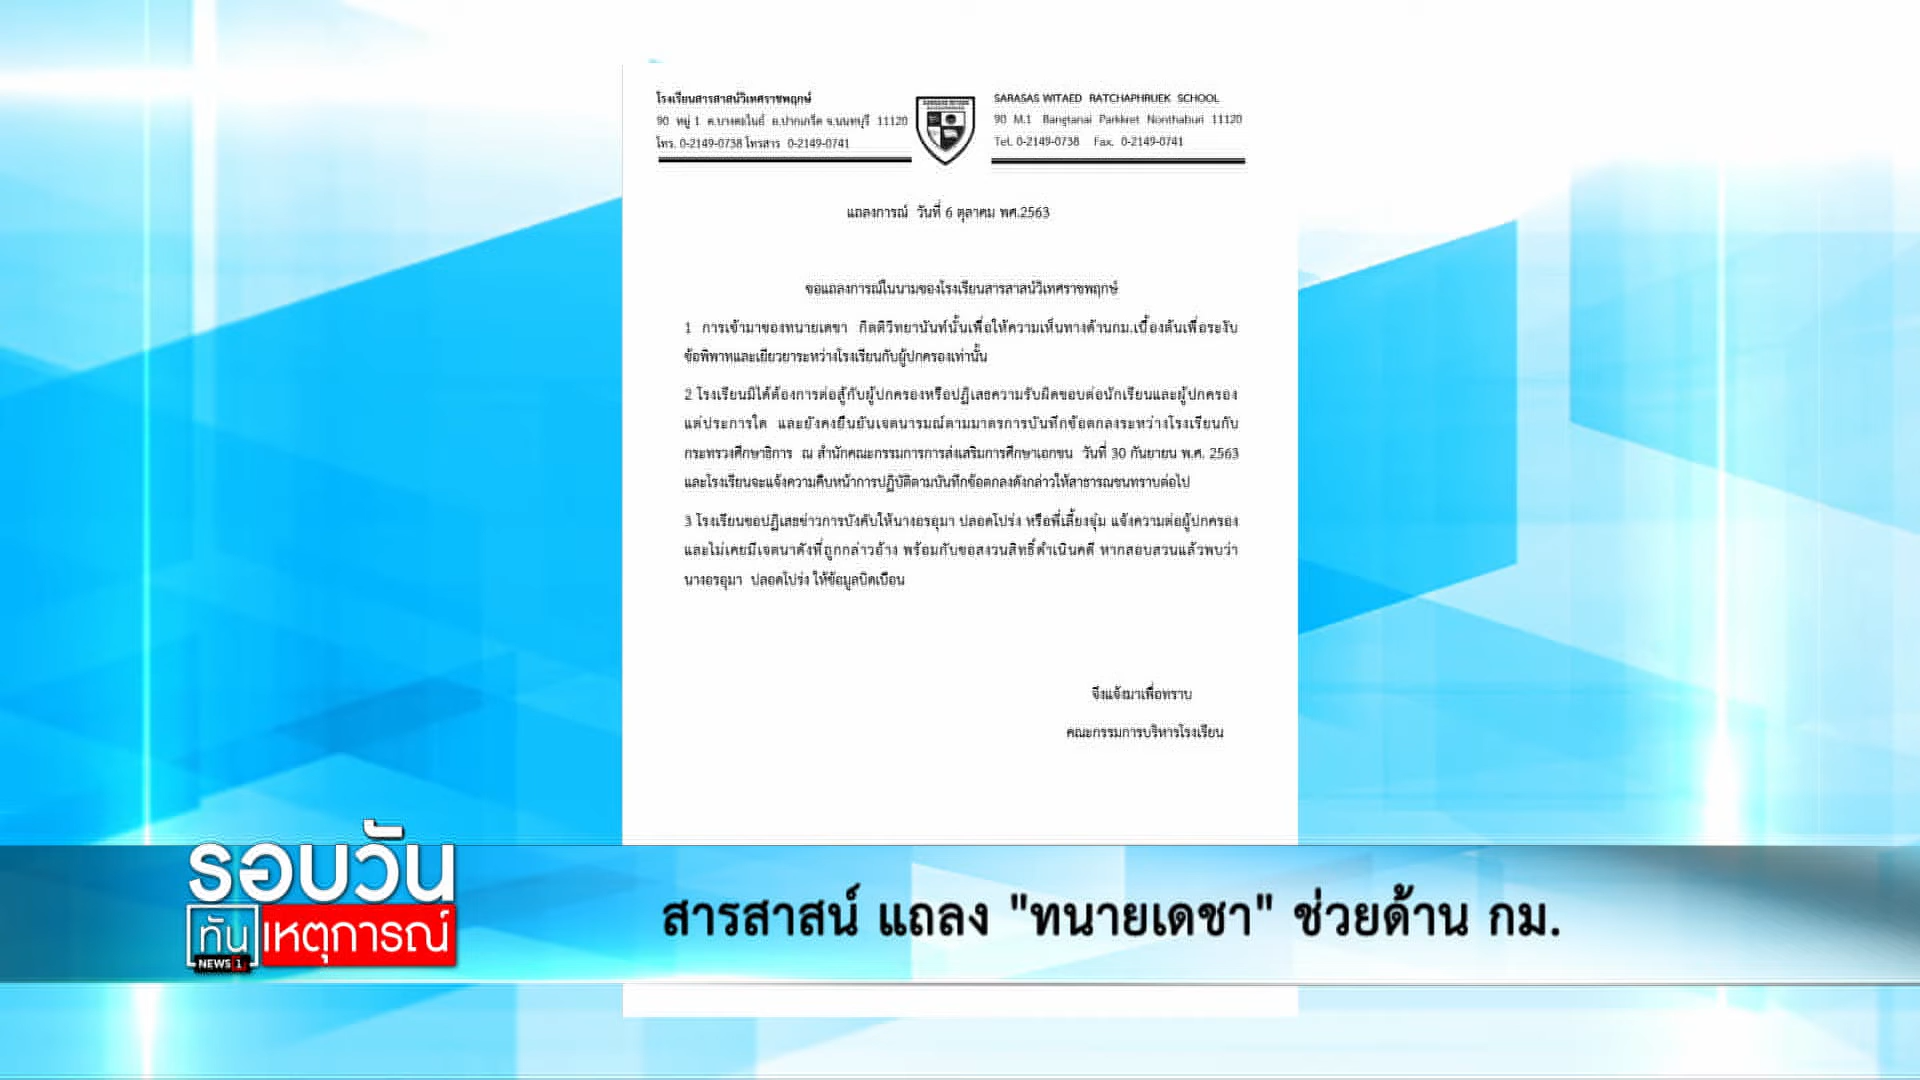 โรงเรียนสารสาสน์วิเทศราชพฤกษ์
90 หมู่ 1 ต.บางตะไนย์ อ.ปากเกร็ด จ.นนทบุรี 11120
โทร. 0-2149-0738 โทรสาร 0-2149-0741
SARASAS WITAED RATCHAPHRUEK SCHOOL
90 M.1 Bangtanai Parkkret Nonthaburi 11120
Tel. 0-2149-0738 Fax. 0-2149-0741
แถลงการณ์ วันที่ 6 ตุลาคม พศ.2563
ขอแถลงการณ์ในนามของโรงเรียนสารสาสน์วิเทศราชพฤกษ์
1 การเข้ามาของทนายเดชา กิตติวิทยานันท์นั้นเพื่อให้ความเห็นทางด้านกม.เบื้องต้นเพื่อระงับ
ข้อพิพาทและเยียวยาระหว่างโรงเรียนกับผู้ปกครองเท่านั้น
2 โรงเรียนมิได้ต้องการต่อสู้กับผู้ปกครองหรือปฏิเสธความรับผิดชอบต่อนักเรียนและผู้ปกครอง
แต่ประการใด และยังคงยืนยันเจตนารมณ์ตามมาตรการบันทึกข้อตกลงระหว่างโรงเรียนกับ
กระทรวงศึกษาธิการ ณ สำนักคณะกรรมการการส่งเสริมการศึกษาเอกชน วันที่ 30 กันยายน พ.ศ. 2563
และโรงเรียนจะแจ้งความคืบหน้าการปฏิบัติตามบันทึกข้อตกลงดังกล่าวให้สาธารณชนทราบต่อไป
3 โรงเรียนขอปฏิเสธข่าวการบังคับให้นางอรอุมา ปลอดโปร่ง หรือพี่เลี้ยงจุ๋ม แจ้งความต่อผู้ปกครอง
และไม่เคยมีเจตนาดังที่ถูกกล่าวอ้าง พร้อมกับขอสงวนสิทธิ์ดำเนินคดี หากสอบสวนแล้วพบว่า
นางอรอุมา ปลอดโปร่ง ให้ข้อมูลบิดเบือน
จึงแจ้งมาเพื่อทราบ
คณะกรรมการบริหารโรงเรียน
รอบวัน
ทันเหตุการณ์
NEWS 1
สารสาสน์ แถลง "ทนายเดชา" ช่วยด้าน กม.